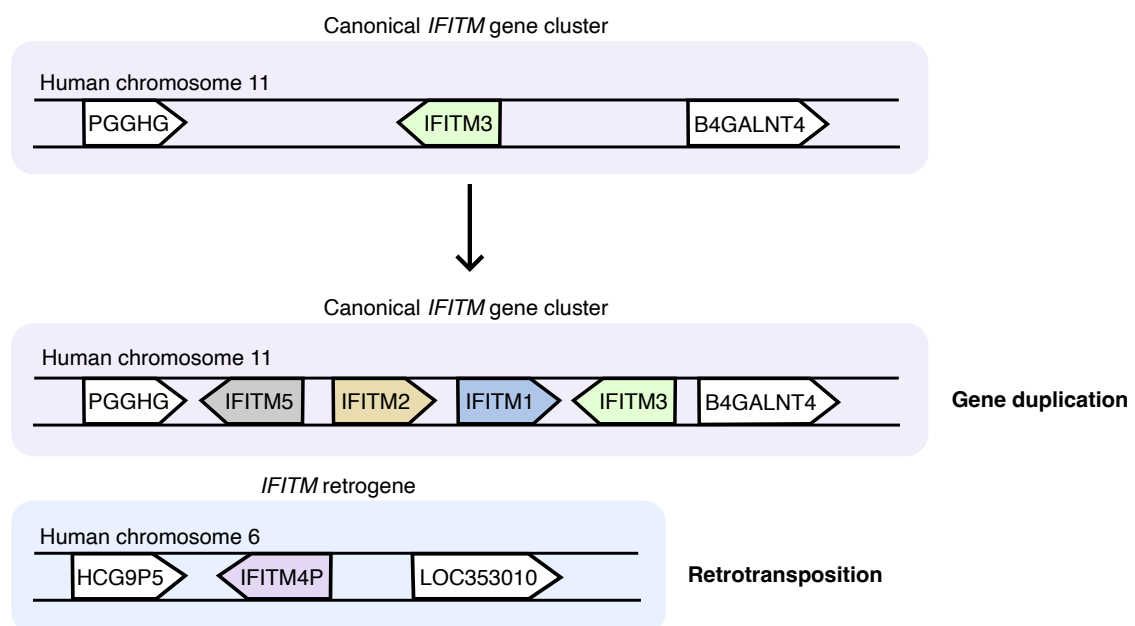 Canonical IFITM gene cluster
Human chromosome 11
PGGHG IFITM3 B4GALNT4
Canonical IFITM gene cluster
Human chromosome 11
PGGHG IFITM5 IFITM2 IFITM1 IFITM3 B4GALNT4
Gene duplication
IFITM retrogene
Human chromosome 6
HCG9P5 IFITM4P LOC353010
Retrotransposition